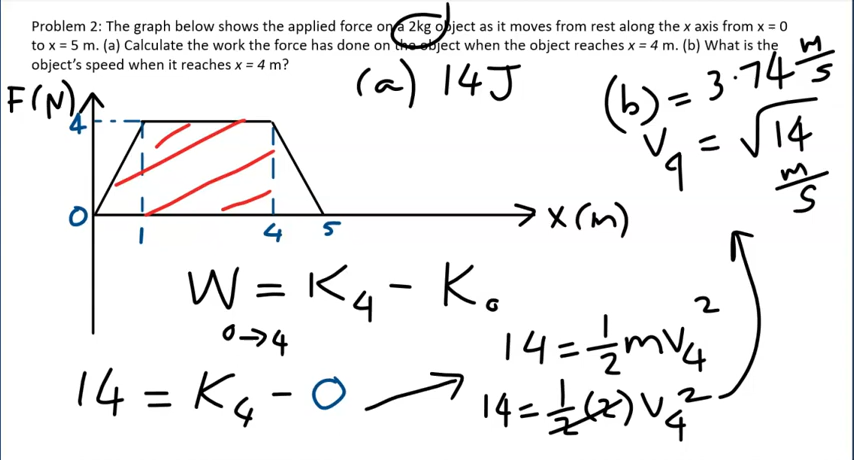 Problem 2: The graph below shows the applied force on a 2kg object as it moves from rest along the x axis from x = 0
to x = 5 m. (a) Calculate the work the force has done on the object when the object reaches x = 4 m. (b) What is the
object's speed when it reaches x = 4 m?
(a) 14J
(b) = 3.74 m/s
V₄ = √14 m/s
F(N)
4
0
1
4
5
x(m)
W₀→₄ = K₄ - K₀
14 = K₄ - 0
14 = 1/2 mV₄²
14 = 1/2 (2) V₄²